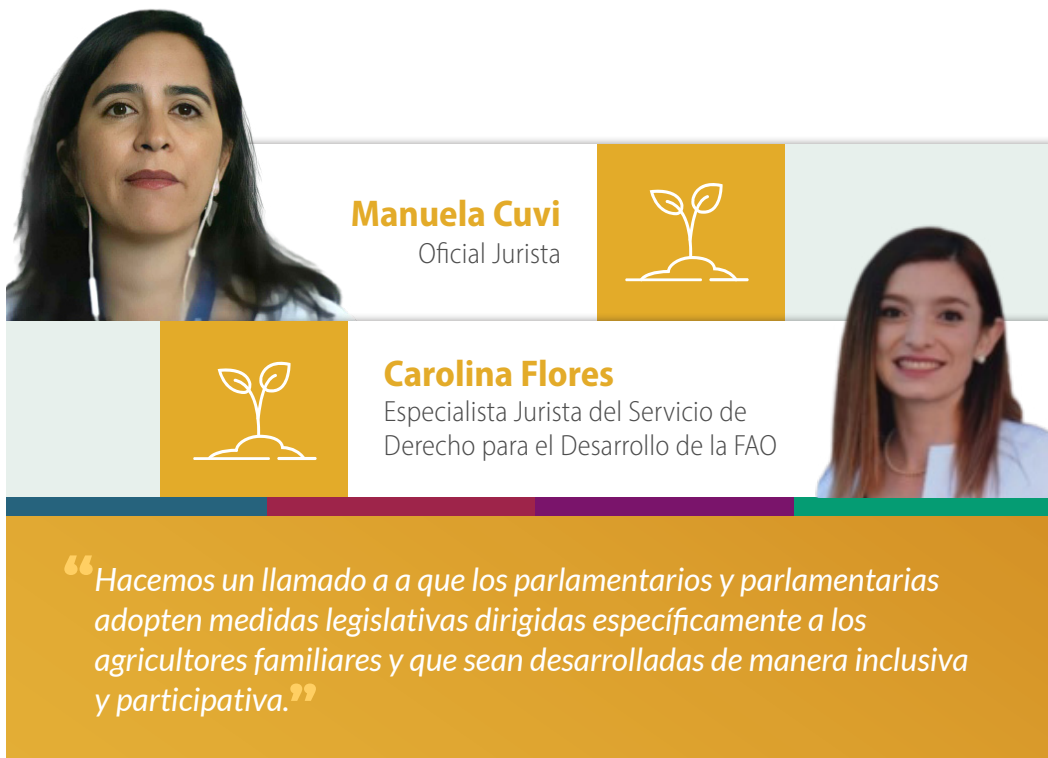 Manuela Cuvi
Oficial Jurista
Carolina Flores
Especialista Jurista del Servicio de
Derecho para el Desarrollo de la FAO
“Hacemos un llamado a a que los parlamentarios y parlamentarias
adopten medidas legislativas dirigidas específicamente a los
agricultores familiares y que sean desarrolladas de manera inclusiva
y participativa.”